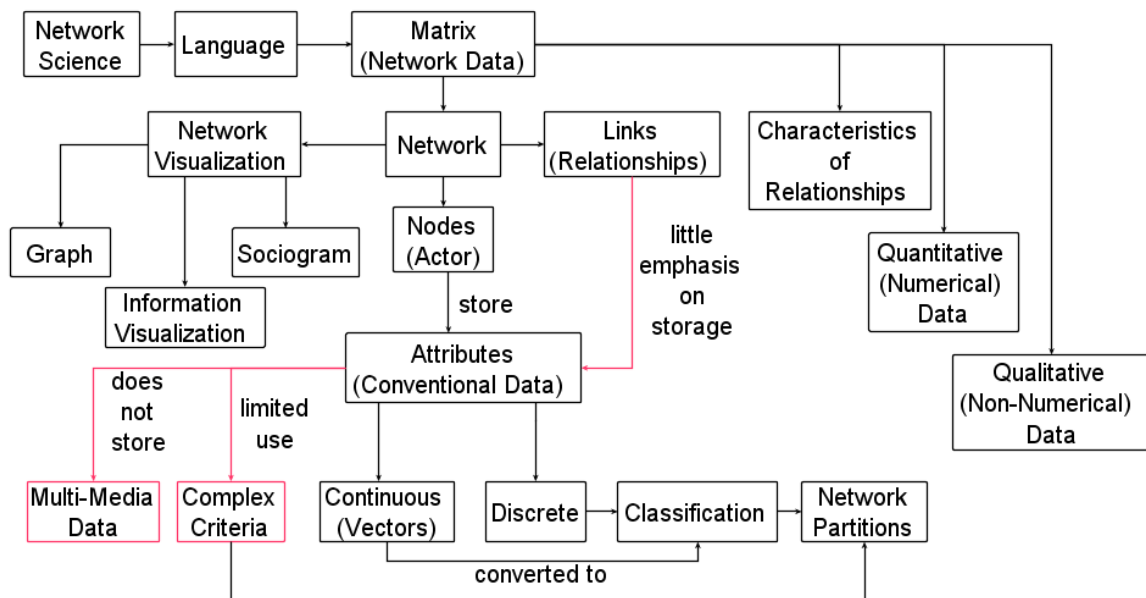 Network
Science
Language
Matrix
(Network Data)
Network
Visualization
Network
Links
(Relationships)
Characteristics
of
Relationships
Graph
Sociogram
Nodes
(Actor)
little
emphasis
on
storage
Quantitative
(Numerical)
Data
Information
Visualization
store
Attributes
(Conventional Data)
Qualitative
(Non-Numerical)
Data
does
not
store
limited
use
Multi-Media
Data
Complex
Criteria
Continuous
(Vectors)
Discrete
Classification
Network
Partitions
converted to